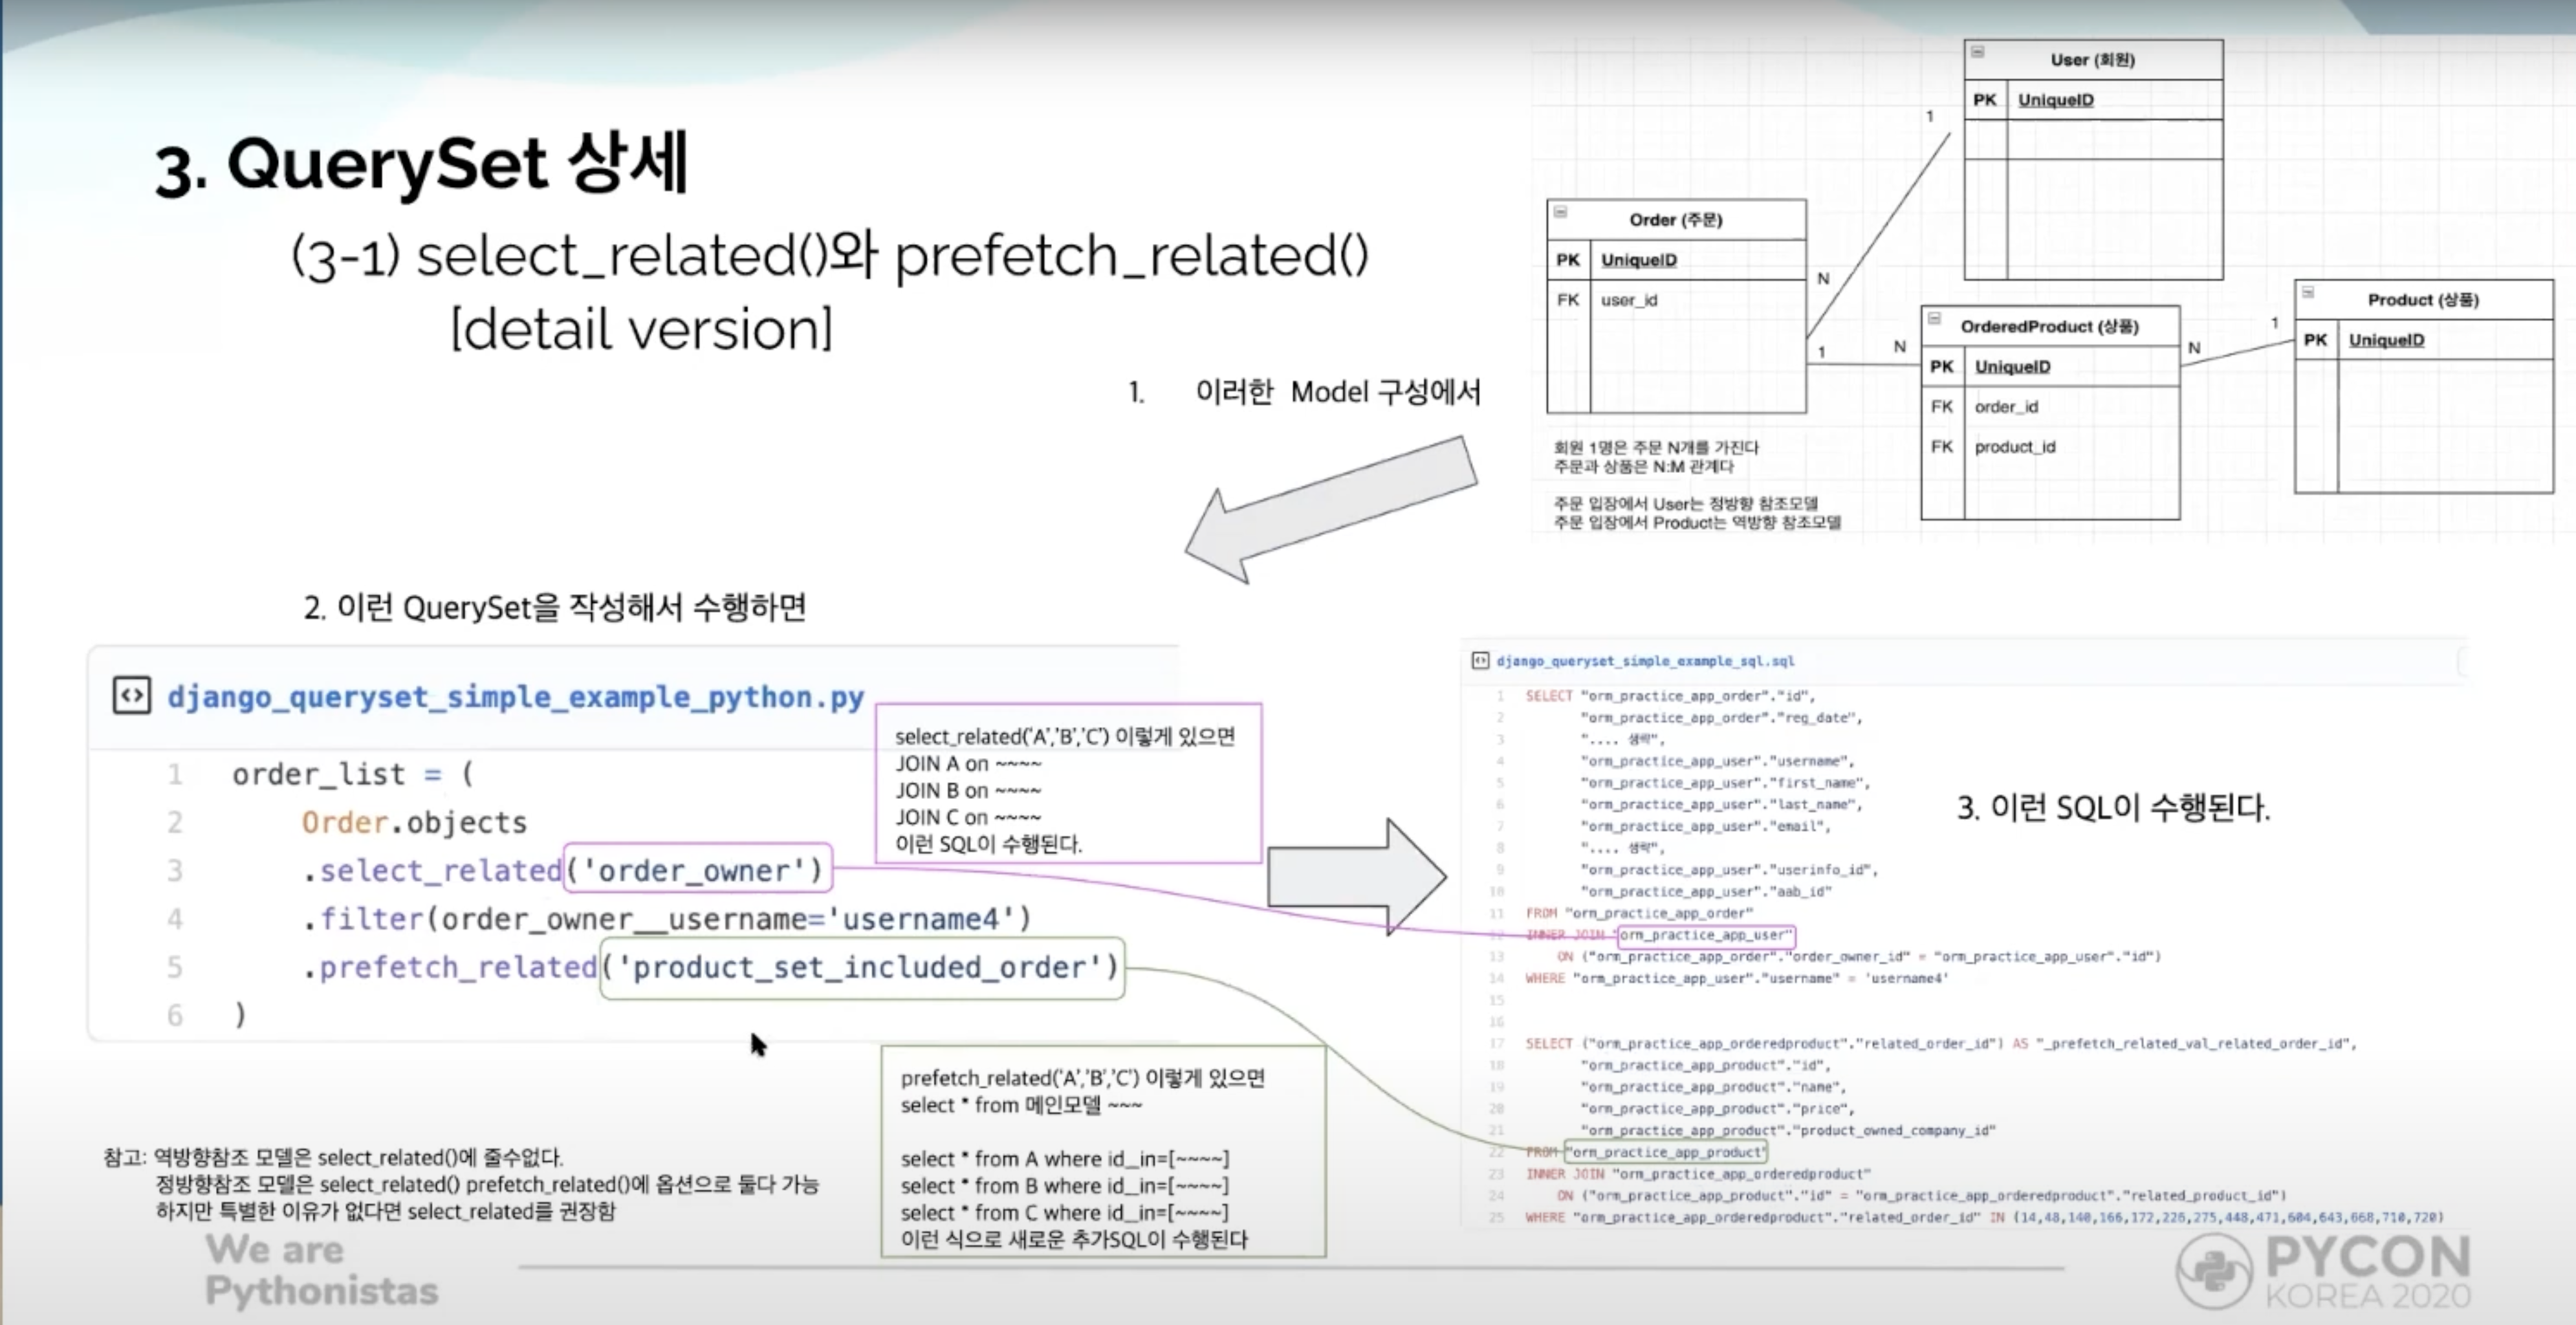 3. QuerySet 상세
(3-1) select_related()와 prefetch_related()
[detail version]
1. 이러한 Model 구성에서
User (회원)
PK UniqueID
Order (주문)
PK UniqueID
FK user_id
OrderedProduct (상품)
PK UniqueID
FK order_id
FK product_id
Product (상품)
PK UniqueID
1
N
1
N
N
1
회원 1명은 주문 N개를 가진다
주문과 상품은 N:M 관계다
주문 입장에서 User는 정방향 참조모델
주문 입장에서 Product는 역방향 참조모델
2. 이런 QuerySet을 작성해서 수행하면
django_queryset_simple_example_python.py
1 order_list = (
2 Order.objects
3 .select_related('order_owner')
4 .filter(order_owner__username='username4')
5 .prefetch_related('product_set_included_order')
6 )
select_related('A','B','C') 이렇게 있으면
JOIN A on ~~~~
JOIN B on ~~~~
JOIN C on ~~~~
이런 SQL이 수행된다.
prefetch_related('A','B','C') 이렇게 있으면
select * from 메인모델 ~~~
select * from A where id_in=[~~~~]
select * from B where id_in=[~~~~]
select * from C where id_in=[~~~~]
이런 식으로 새로운 추가SQL이 수행된다
참고: 역방향참조 모델은 select_related()에 줄수없다.
정방향참조 모델은 select_related() prefetch_related()에 옵션으로 둘다 가능
하지만 특별한 이유가 없다면 select_related를 권장함
3. 이런 SQL이 수행된다.
django_queryset_simple_example_sql.sql
1 SELECT "orm_practice_app_order"."id",
2 "orm_practice_app_order"."reg_date",
3 ".... 생략",
4 "orm_practice_app_user"."username",
5 "orm_practice_app_user"."first_name",
6 "orm_practice_app_user"."last_name",
7 "orm_practice_app_user"."email",
8 ".... 생략",
9 "orm_practice_app_user"."userinfo_id",
10 "orm_practice_app_user"."aab_id"
11 FROM "orm_practice_app_order"
12 INNER JOIN "orm_practice_app_user"
13 ON ("orm_practice_app_order"."order_owner_id" = "orm_practice_app_user"."id")
14 WHERE "orm_practice_app_user"."username" = 'username4'
15
16
17 SELECT ("orm_practice_app_orderedproduct"."related_order_id") AS "_prefetch_related_val_related_order_id",
18 "orm_practice_app_product"."id",
19 "orm_practice_app_product"."name",
20 "orm_practice_app_product"."price",
21 "orm_practice_app_product"."product_owned_company_id"
22 FROM "orm_practice_app_product"
23 INNER JOIN "orm_practice_app_orderedproduct"
24 ON ("orm_practice_app_product"."id" = "orm_practice_app_orderedproduct"."related_product_id")
25 WHERE "orm_practice_app_orderedproduct"."related_order_id" IN (14,48,140,166,172,226,275,448,471,604,643,668,710,720)
We are
Pythonistas
PYCON
KOREA 2020